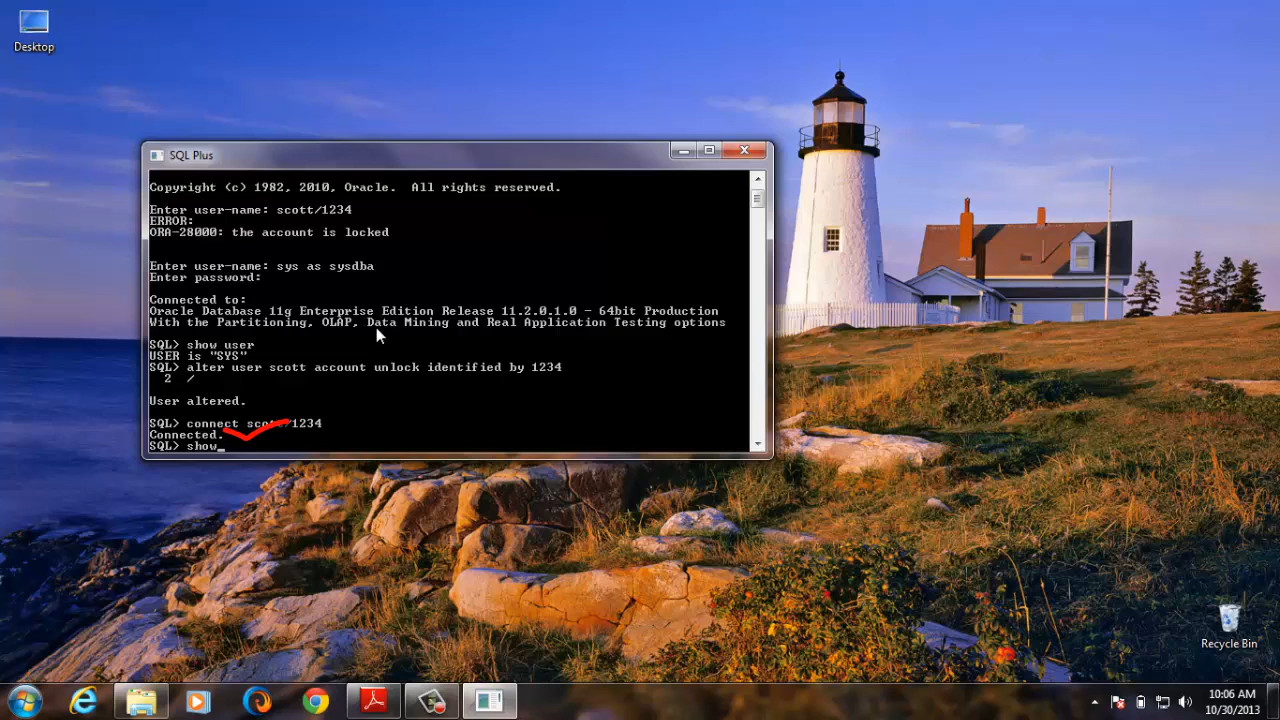 Desktop
SQL Plus
Copyright (c) 1982, 2010, Oracle.  All rights reserved.
Enter user-name: scott/1234
ERROR:
ORA-28000: the account is locked
Enter user-name: sys as sysdba
Enter password:
Connected to:
Oracle Database 11g Enterprise Edition Release 11.2.0.1.0 - 64bit Production
With the Partitioning, OLAP, Data Mining and Real Application Testing options
SQL> show user
USER is "SYS"
SQL> alter user scott account unlock identified by 1234
2  /
User altered.
SQL> connect scott/1234
Connected.
SQL> show_
Recycle Bin
10:06 AM
10/30/2013